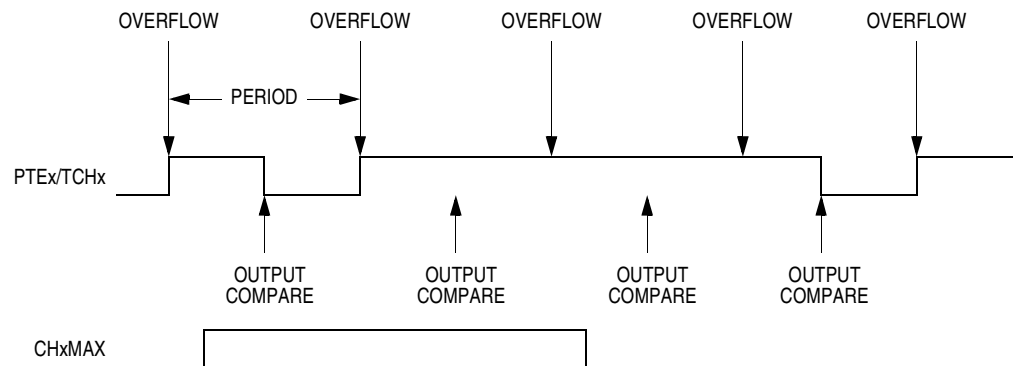 OVERFLOW OVERFLOW OVERFLOW OVERFLOW OVERFLOW
PERIOD
PTEx/TCHx
OUTPUT COMPARE
OUTPUT COMPARE
OUTPUT COMPARE
OUTPUT COMPARE
CHxMAX